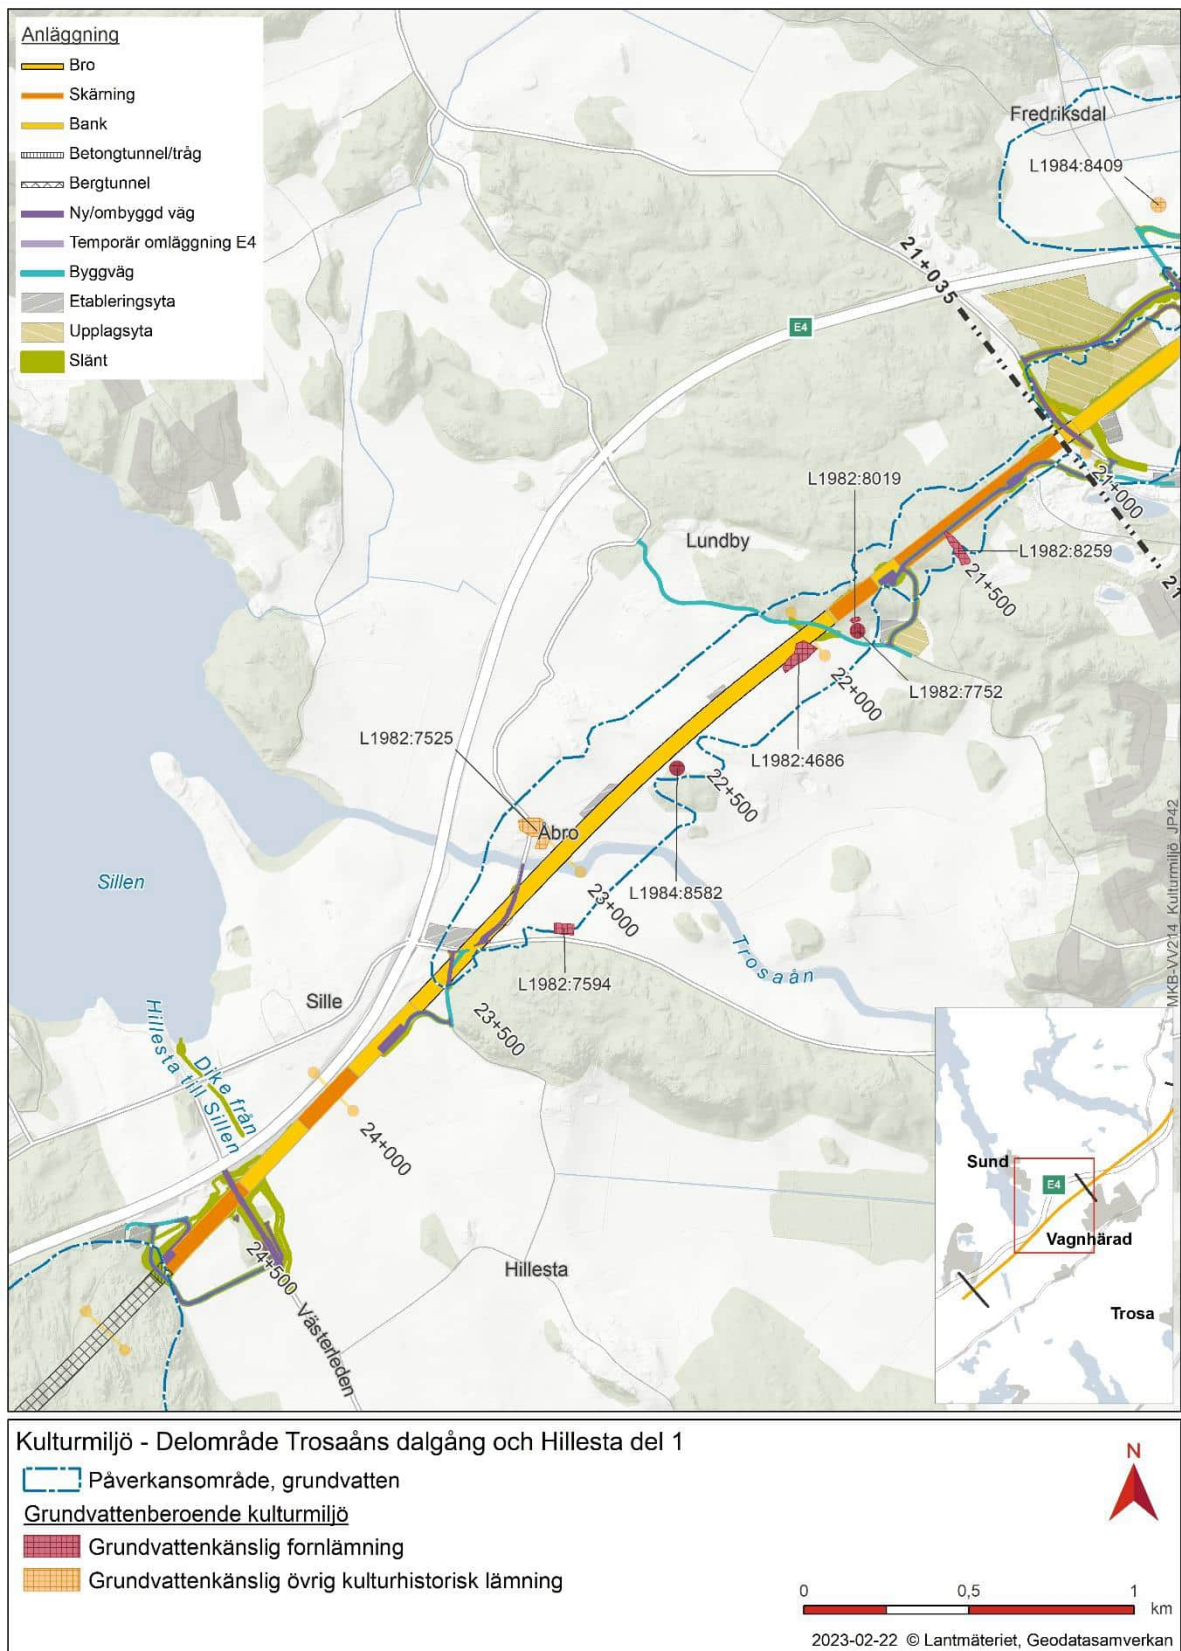 Anläggning
Bro
Skärning
Bank
Betongtunnel/tråg
Bergtunnel
Ny/ombyggd väg
Temporär omläggning E4
Byggväg
Etableringsyta
Upplagsyta
Slänt
Fredriksdal
L1984:8409
21+035
E4
L1982:8019
21+000
Lundby
L1982:8259
21
21+500
L1982:7752
22+000
L1982:7525
L1982:4686
22+500
Åbro
Sillen
L1984:8582
23+000
Trosaån
L1982:7594
Sille
23+500
Hillesta till Sillen
Dike från
24+000
24+500
Västerleden
Hillesta
MKB-VV214 Kulturmiljö JP42
Sund
E4
Vagnhärad
Trosa
Kulturmiljö - Delområde Trosaåns dalgång och Hillesta del 1
Påverkansområde, grundvatten
Grundvattenberoende kulturmiljö
Grundvattenkänslig fornlämning
Grundvattenkänslig övrig kulturhistorisk lämning
N
0 0,5 1
km
2023-02-22 © Lantmäteriet, Geodatasamverkan